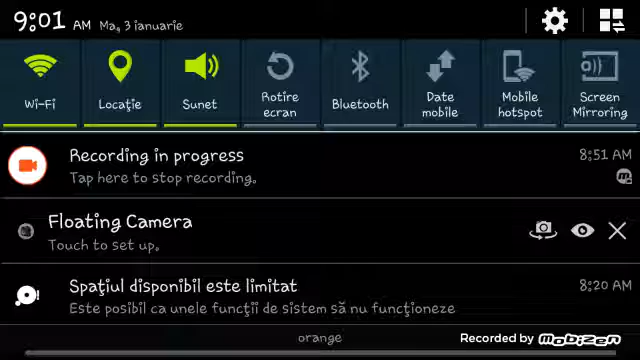 9:01 AM Ma, 3 ianuarie
Wi-Fi
Locaţie
Sunet
Rotire ecran
Bluetooth
Date mobile
Mobile hotspot
Screen Mirroring
Recording in progress 8:51 AM
Tap here to stop recording.
Floating Camera
Touch to set up.
Spaţiul disponibil este limitat 8:20 AM
Este posibil ca unele funcţii de sistem să nu funcţioneze
orange
Recorded by MOBIZEN